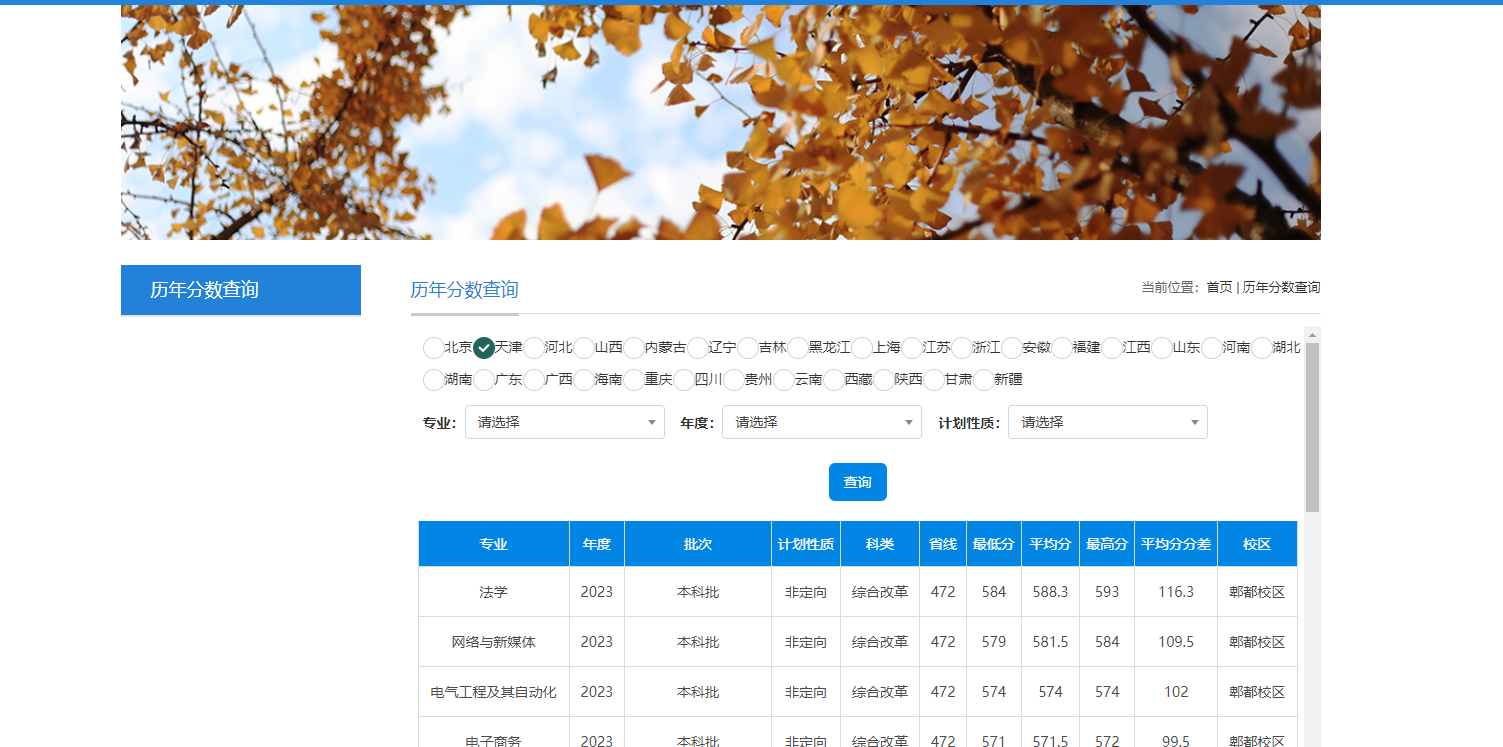 历年分数查询
历年分数查询
当前位置：首页 | 历年分数查询
北京 天津 河北 山西 内蒙古 辽宁 吉林 黑龙江 上海 江苏 浙江 安徽 福建 江西 山东 河南 湖北
湖南 广东 广西 海南 重庆 四川 贵州 云南 西藏 陕西 甘肃 新疆
专业： 请选择 年度： 请选择 计划性质： 请选择
查询
专业 年度 批次 计划性质 科类 省线 最低分 平均分 最高分 平均分分差 校区
法学 2023 本科批 非定向 综合改革 472 584 588.3 593 116.3 郫都校区
网络与新媒体 2023 本科批 非定向 综合改革 472 579 581.5 584 109.5 郫都校区
电气工程及其自动化 2023 本科批 非定向 综合改革 472 574 574 574 102 郫都校区
电子商务 2023 本科批 非定向 综合改革 472 571 571.5 572 99.5 郫都校区